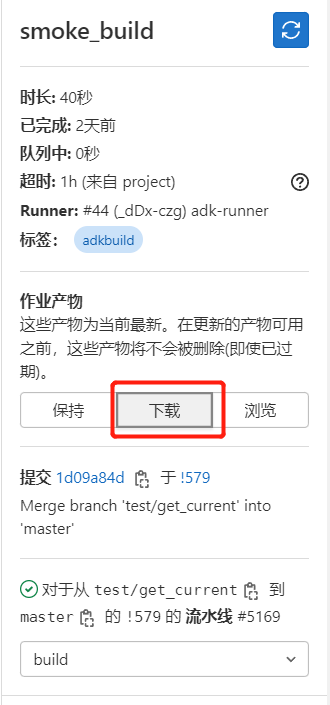 smoke_build
时长: 40秒
已完成: 2天前
队列中: 0秒
超时: 1h (来自 project)
Runner: #44 (_dDx-czg) adk-runner
标签: adkbuild
作业产物
这些产物为当前最新。在更新的产物可用
之前，这些产物将不会被删除(即使已过
期)。
保持 下载 浏览
提交 1d09a84d 于 !579
Merge branch 'test/get_current' into
'master'
对于从 test/get_current 到
master 的 !579 的 流水线 #5169
build